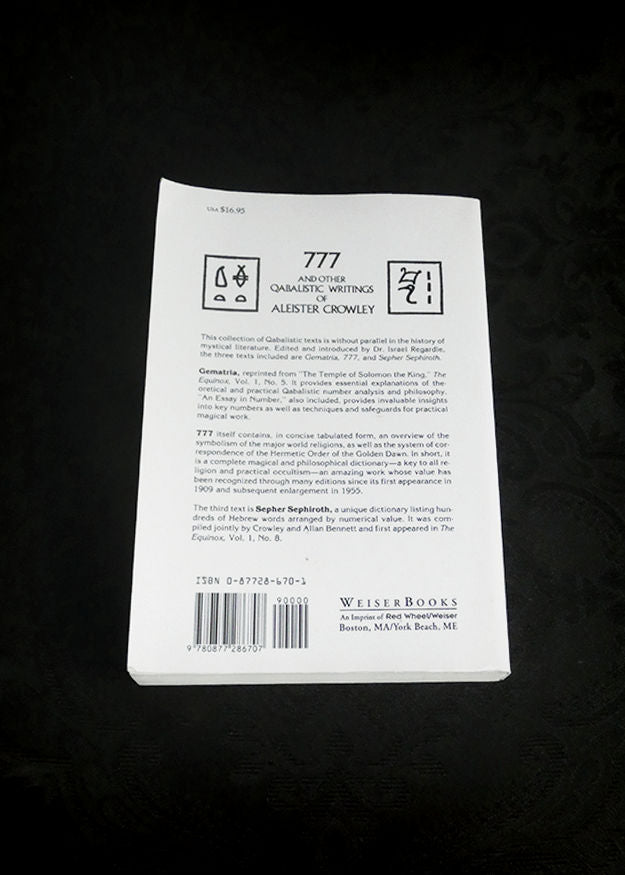 USA $16.95
777
AND OTHER
QABALISTIC WRITINGS
OF
ALEISTER CROWLEY
This collection of Qabalistic texts is without parallel in the history of
mystical literature. Edited and introduced by Dr. Israel Regardie,
the three texts included are Gematria, 777, and Sepher Sephiroth.
Gematria, reprinted from "The Temple of Solomon the King," The
Equinox, Vol. 1, No. 5. It provides essential explanations of the-
oretical and practical Qabalistic number analysis and philosophy.
"An Essay in Number," also included, provides invaluable insights
into key numbers as well as techniques and safeguards for practical
magical work.
777 itself contains, in concise tabulated form, an overview of the
symbolism of the major world religions, as well as the system of cor-
respondence of the Hermetic Order of the Golden Dawn. In short, it
is a complete magical and philosophical dictionary—a key to all re-
ligion and practical occultism—an amazing work whose value has
been recognized through many editions since its first appearance in
1909 and subsequent enlargement in 1955.
The third text is Sepher Sephiroth, a unique dictionary listing hun-
dreds of Hebrew words arranged by numerical value. It was com-
piled jointly by Crowley and Allan Bennett and first appeared in The
Equinox, Vol. 1, No. 8.
ISBN 0-87728-670-1
90000
9 780877 286707
WEISERBOOKS
An Imprint of Red Wheel/Weiser
Boston, MA/York Beach, ME